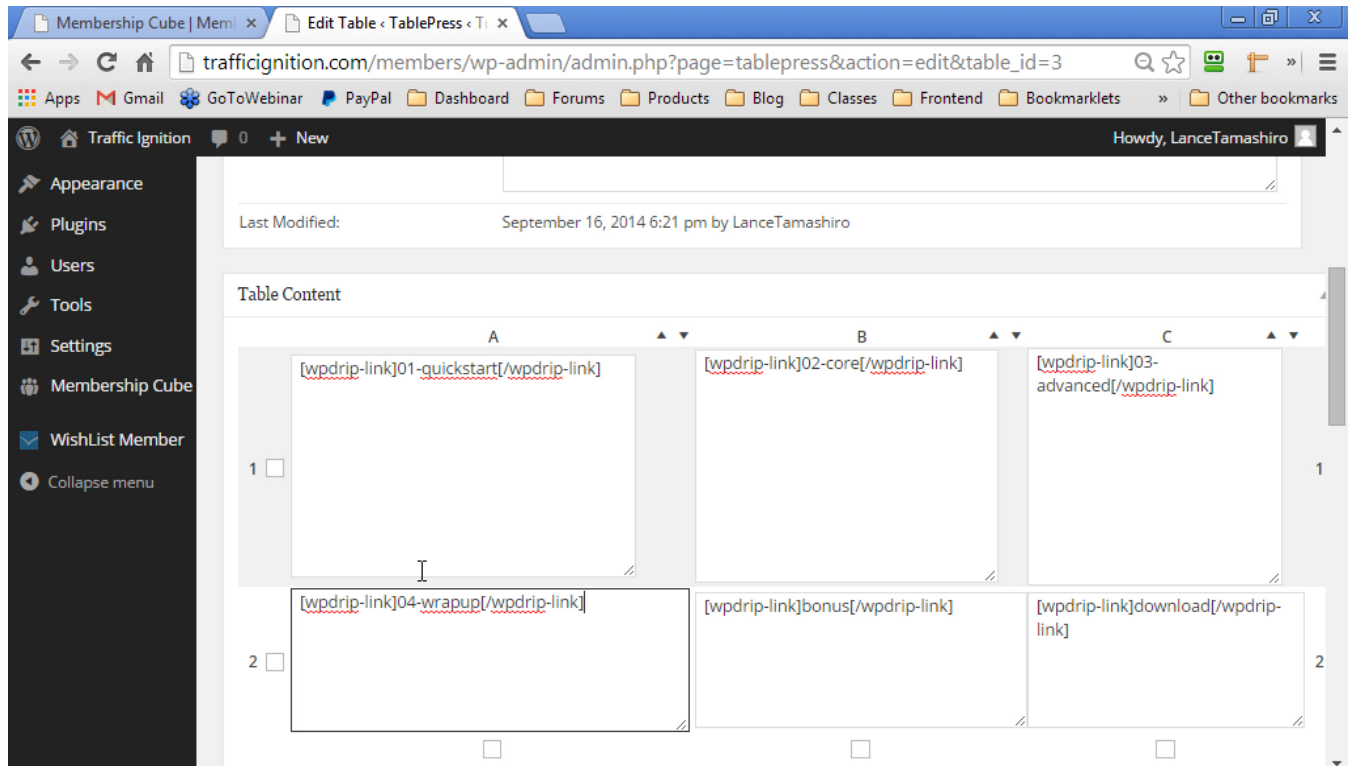 Membership Cube | Mem
Edit Table ‹ TablePress ‹ Tr
trafficignition.com/members/wp-admin/admin.php?page=tablepress&action=edit&table_id=3
Apps Gmail GoToWebinar PayPal Dashboard Forums Products Blog Classes Frontend Bookmarklets » Other bookmarks
Traffic Ignition 0 + New Howdy, LanceTamashiro
Appearance
Plugins
Users
Tools
Settings
Membership Cube
WishList Member
Collapse menu
Last Modified: September 16, 2014 6:21 pm by LanceTamashiro
Table Content
A B C
1
[wpdrip-link]01-quickstart[/wpdrip-link]
[wpdrip-link]02-core[/wpdrip-link]
[wpdrip-link]03-
advanced[/wpdrip-link]
1
2
[wpdrip-link]04-wrapup[/wpdrip-link]
[wpdrip-link]bonus[/wpdrip-link]
[wpdrip-link]download[/wpdrip-
link]
2